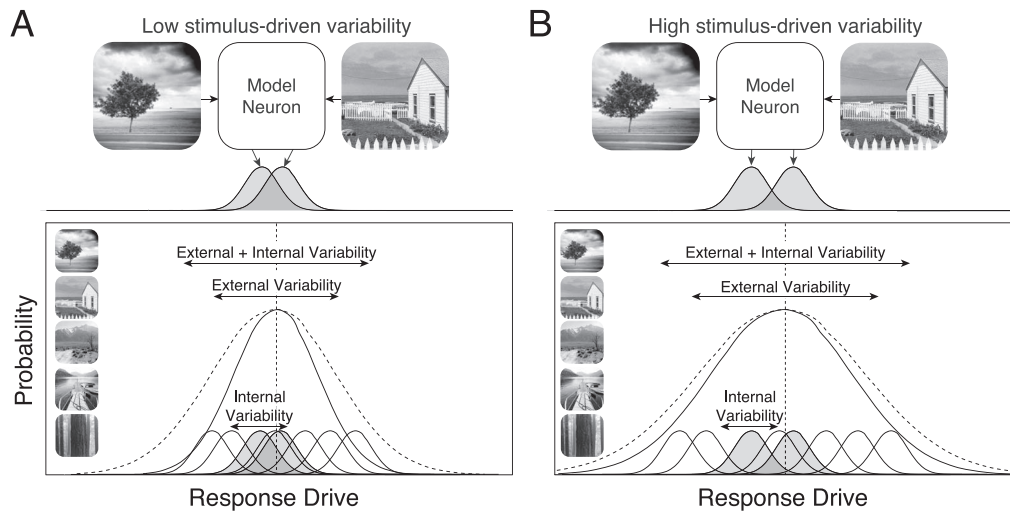 A
Low stimulus-driven variability
Model
Neuron
External + Internal Variability
External Variability
Internal
Variability
Probability
Response Drive
B
High stimulus-driven variability
Model
Neuron
External + Internal Variability
External Variability
Internal
Variability
Response Drive